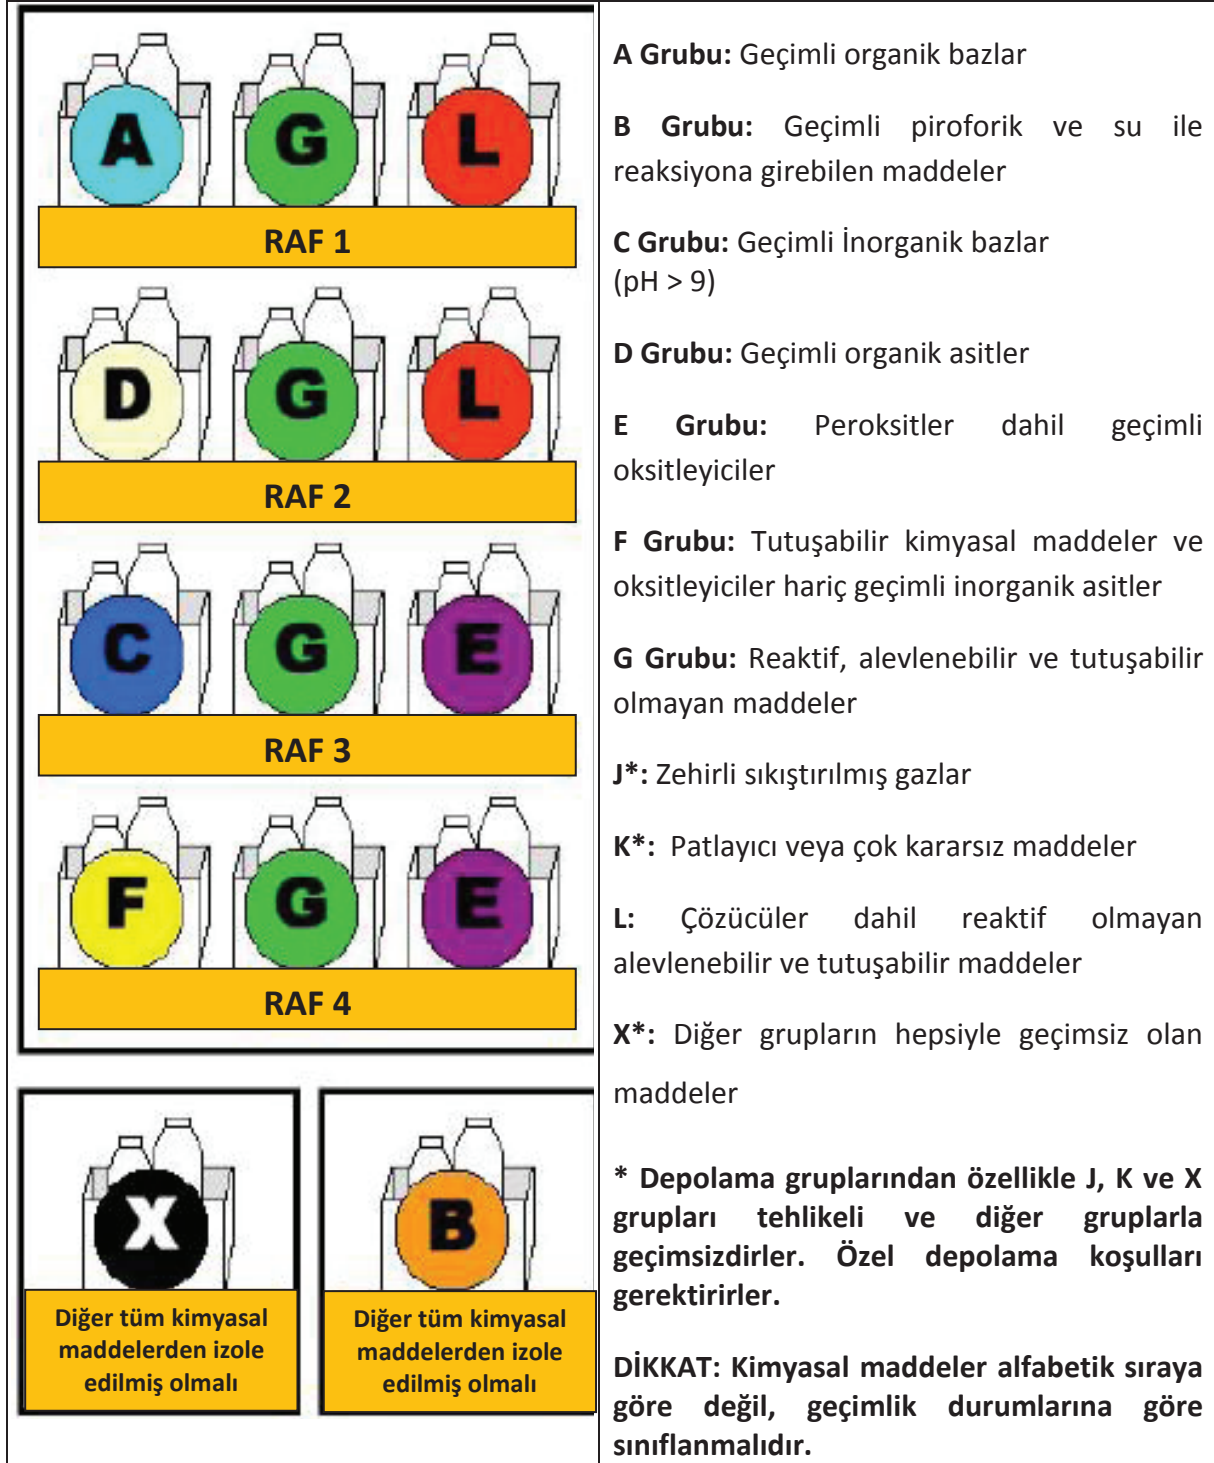 A G L
RAF 1
D G L
RAF 2
C G E
RAF 3
F G E
RAF 4
X
Diğer tüm kimyasal
maddelerden izole
edilmiş olmalı
B
Diğer tüm kimyasal
maddelerden izole
edilmiş olmalı
A Grubu: Geçimli organik bazlar
B Grubu: Geçimli piroforik ve su ile
reaksiyona girebilen maddeler
C Grubu: Geçimli İnorganik bazlar
(pH > 9)
D Grubu: Geçimli organik asitler
E Grubu: Peroksitler dahil geçimli
oksitleyiciler
F Grubu: Tutuşabilir kimyasal maddeler ve
oksitleyiciler hariç geçimli inorganik asitler
G Grubu: Reaktif, alevlenebilir ve tutuşabilir
olmayan maddeler
J*: Zehirli sıkıştırılmış gazlar
K*: Patlayıcı veya çok kararsız maddeler
L: Çözücüler dahil reaktif olmayan
alevlenebilir ve tutuşabilir maddeler
X*: Diğer grupların hepsiyle geçimsiz olan
maddeler
* Depolama gruplarından özellikle J, K ve X
grupları tehlikeli ve diğer gruplarla
geçimsizdirler. Özel depolama koşulları
gerektirirler.
DİKKAT: Kimyasal maddeler alfabetik sıraya
göre değil, geçimlik durumlarına göre
sınıflanmalıdır.